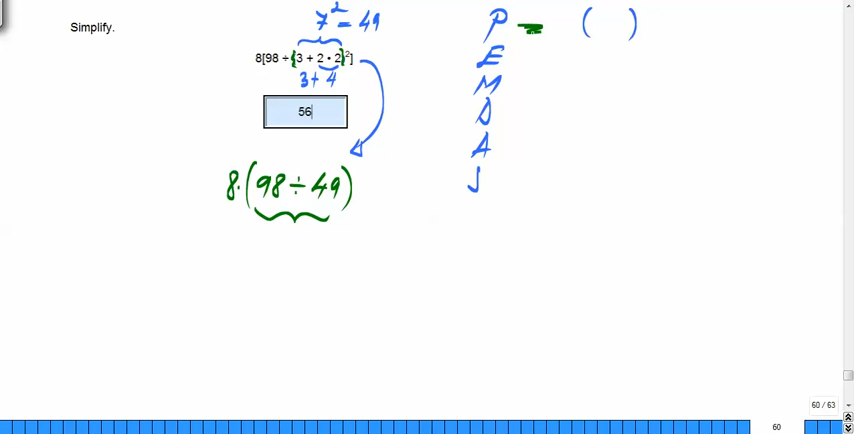 7² = 49
Simplify.
8[98 ÷ (3 + 2 • 2)²]
3 + 4
56
8·(98 ÷ 49)
P = ( )
E
M
D
A
S
60 / 63
60